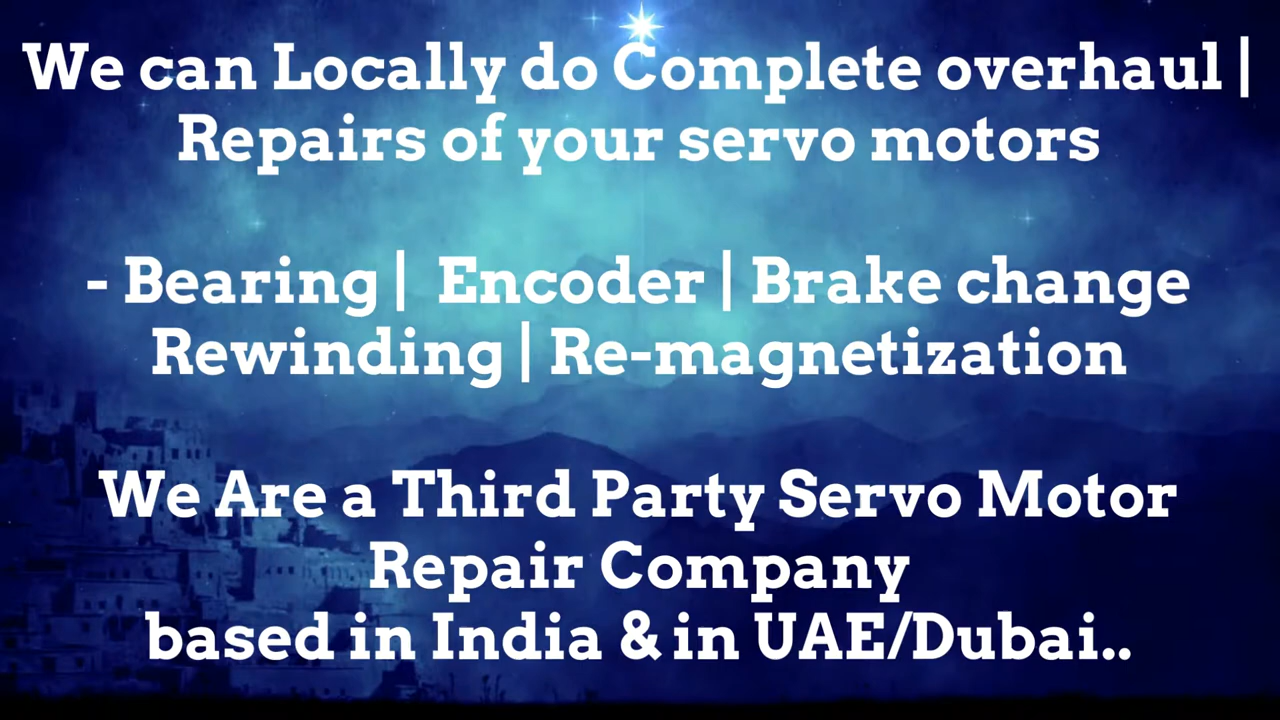 We can Locally do Complete overhaul |
Repairs of your servo motors
- Bearing | Encoder | Brake change
Rewinding | Re-magnetization
We Are a Third Party Servo Motor
Repair Company
based in India & in UAE/Dubai..